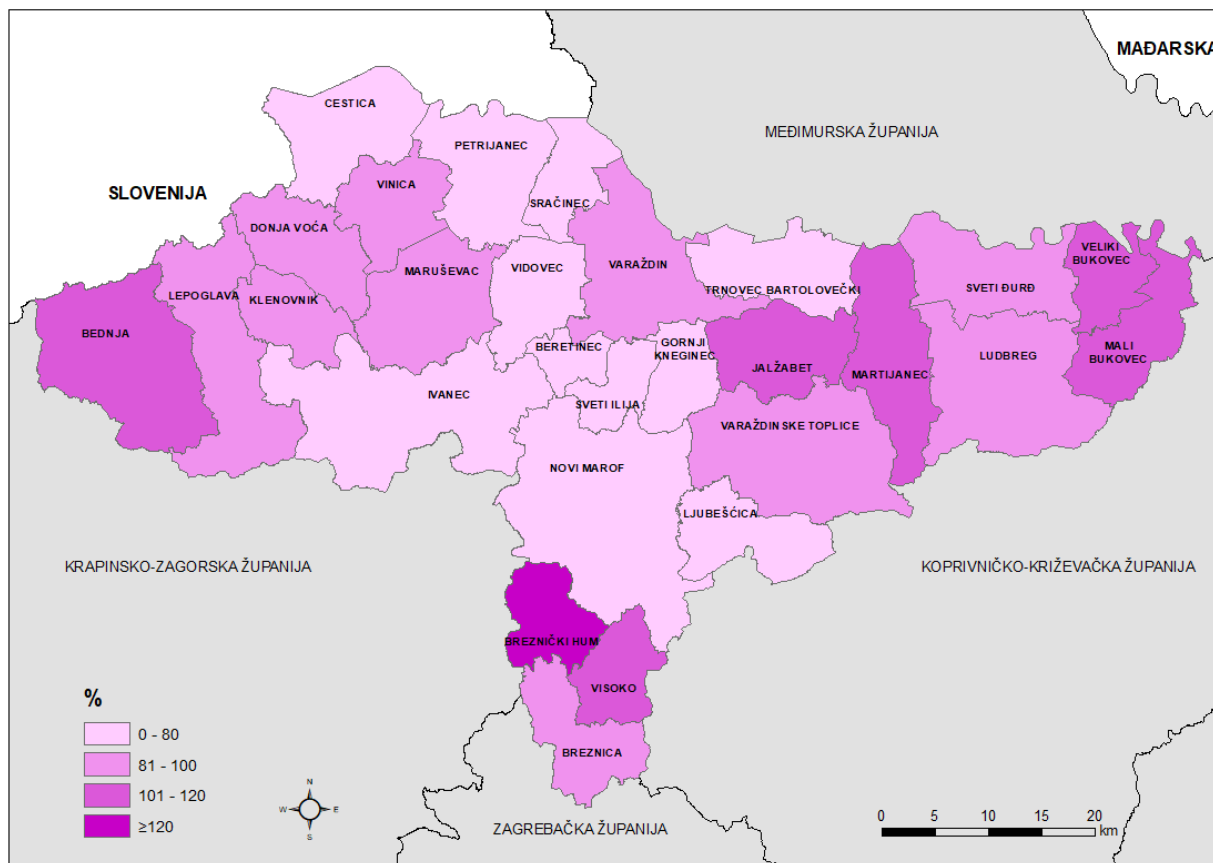 MAĐARSKA
CESTICA
MEĐIMURSKA ŽUPANIJA
PETRIJANEC
VINICA
SLOVENIJA
SRAČINEC
DONJA VOĆA
VELIKI
BUKOVEC
VARAŽDIN
VIDOVEC
MARUŠEVAC
SVETI ĐURĐ
TRNOVEC BARTOLOVEČKI
LEPOGLAVA
KLENOVNIK
BEDNJA
GORNJI
KNEGINEC
BERETINEC
MALI
BUKOVEC
LUDBREG
JALŽABET
MARTIJANEC
IVANEC
SVETI ILIJA
VARAŽDINSKE TOPLICE
NOVI MAROF
LJUBEŠĆICA
KRAPINSKO-ZAGORSKA ŽUPANIJA
KOPRIVNIČKO-KRIŽEVAČKA ŽUPANIJA
BREZNIČKI HUM
VISOKO
BREZNICA
%
0 - 80
81 - 100
101 - 120
≥120
N
W
E
S
ZAGREBAČKA ŽUPANIJA
0 5 10 15 20
km